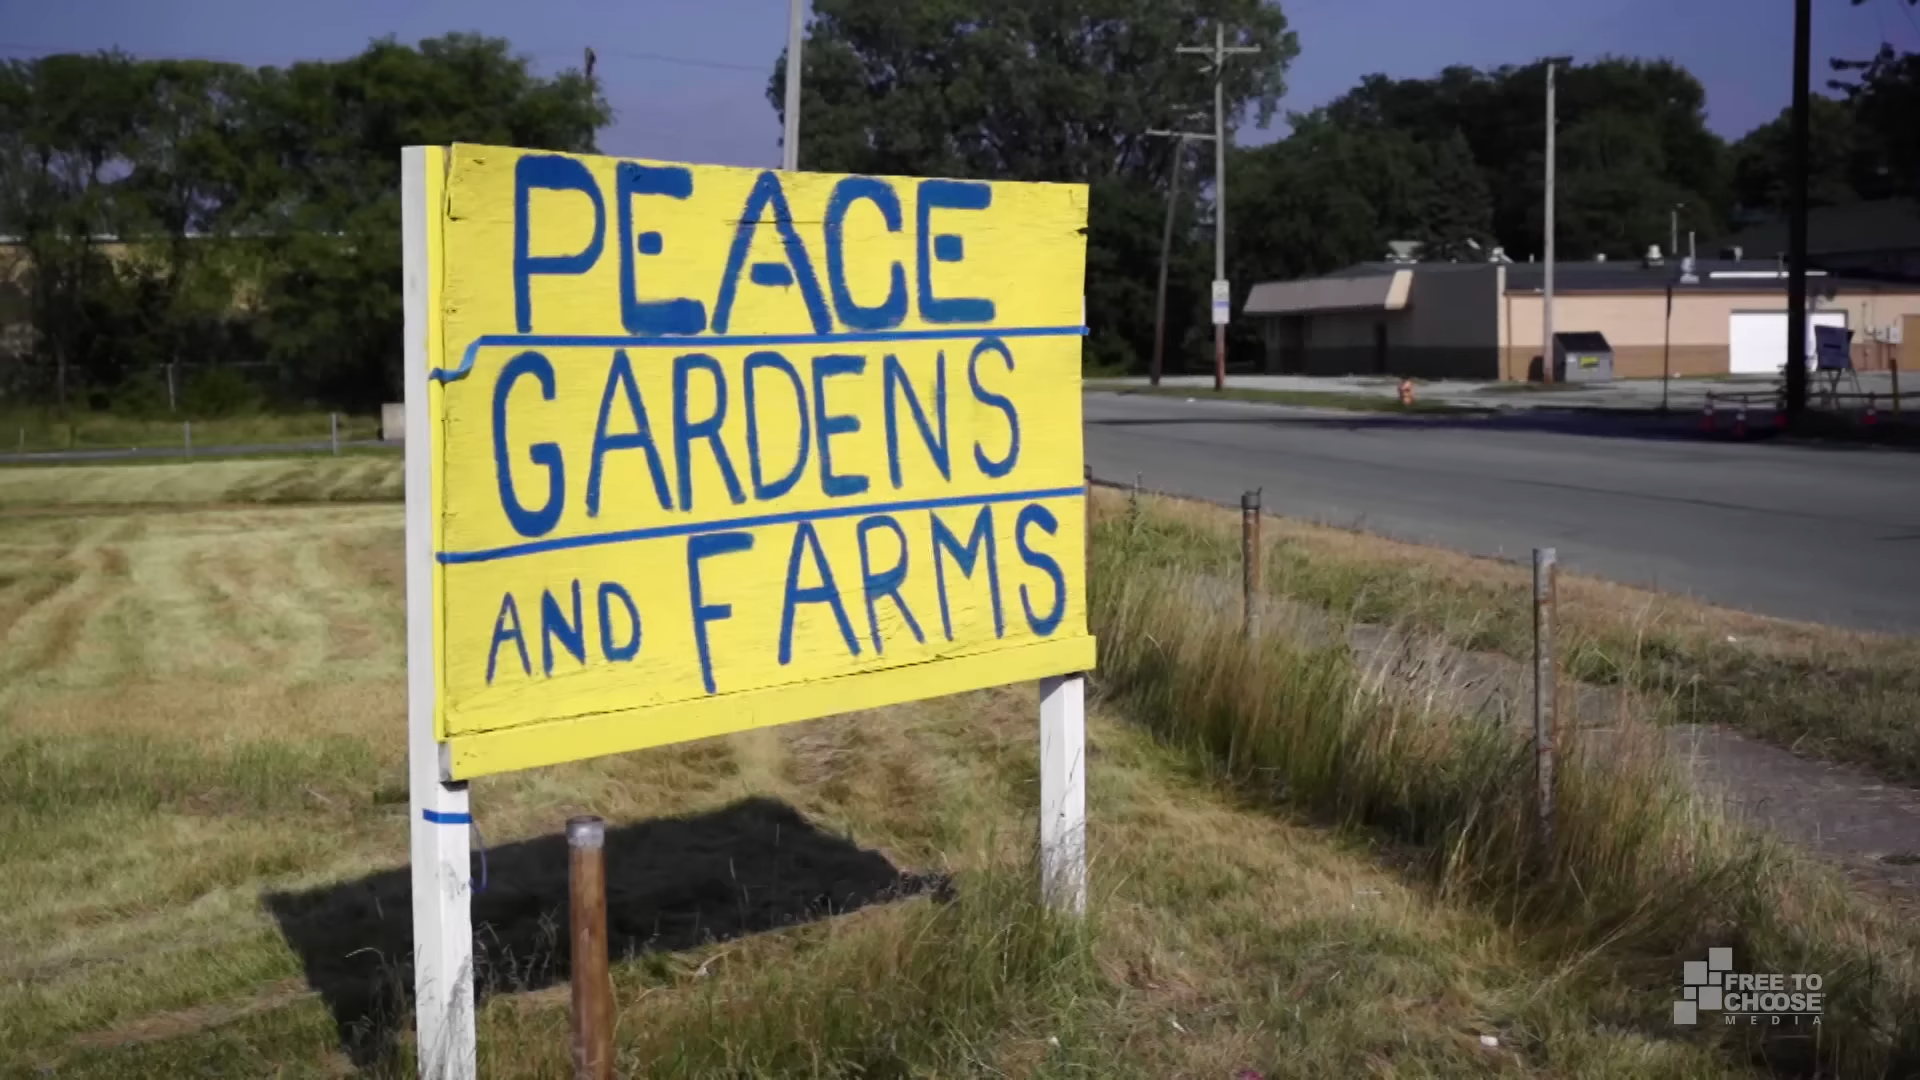 PEACE
GARDENS
AND FARMS
FREE TO
CHOOSE
MEDIA